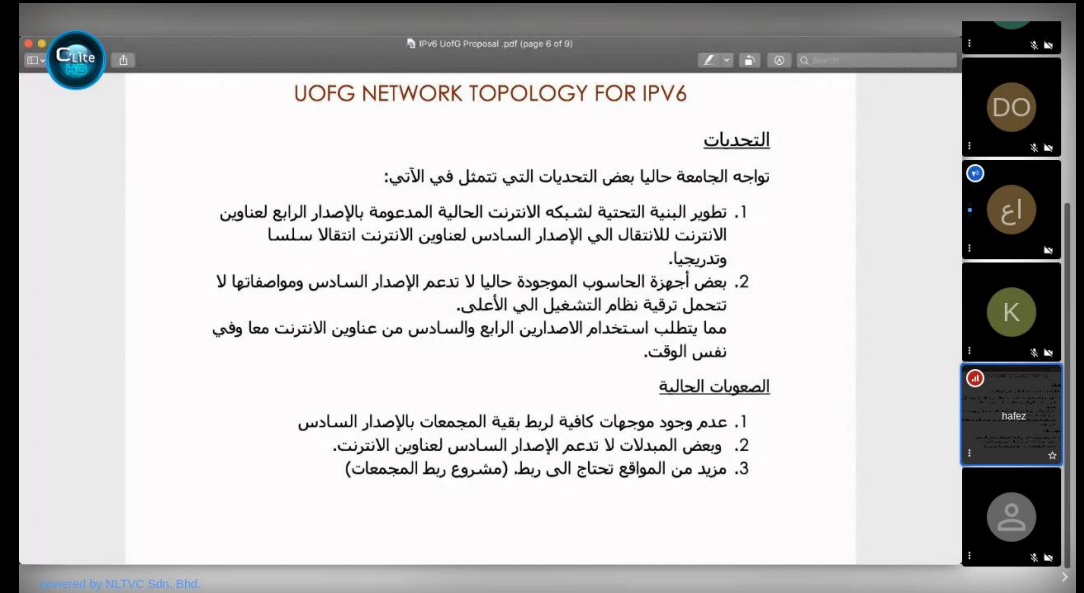 IPv6 UofG Proposal .pdf (page 6 of 9)
CLite
HD
Search
UOFG NETWORK TOPOLOGY FOR IPV6
التحديات
تواجه الجامعة حاليا بعض التحديات التي تتمثل في الآتي:
1. تطوير البنية التحتية لشبكه الانترنت الحالية المدعومة بالإصدار الرابع لعناوين
الانترنت للانتقال الي الإصدار السادس لعناوين الانترنت انتقالا سلسا
وتدريجيا.
2. بعض أجهزة الحاسوب الموجودة حاليا لا تدعم الإصدار السادس ومواصفاتها لا
تتحمل ترقية نظام التشغيل الي الأعلى.
مما يتطلب استخدام الاصدارين الرابع والسادس من عناوين الانترنت معا وفي
نفس الوقت.
الصعوبات الحالية
1. عدم وجود موجهات كافية لربط بقية المجمعات بالإصدار السادس
2. وبعض المبدلات لا تدعم الإصدار السادس لعناوين الانترنت.
3. مزيد من المواقع تحتاج الى ربط. (مشروع ربط المجمعات)
DO
اع
K
hafez
powered by NLTVC Sdn. Bhd.